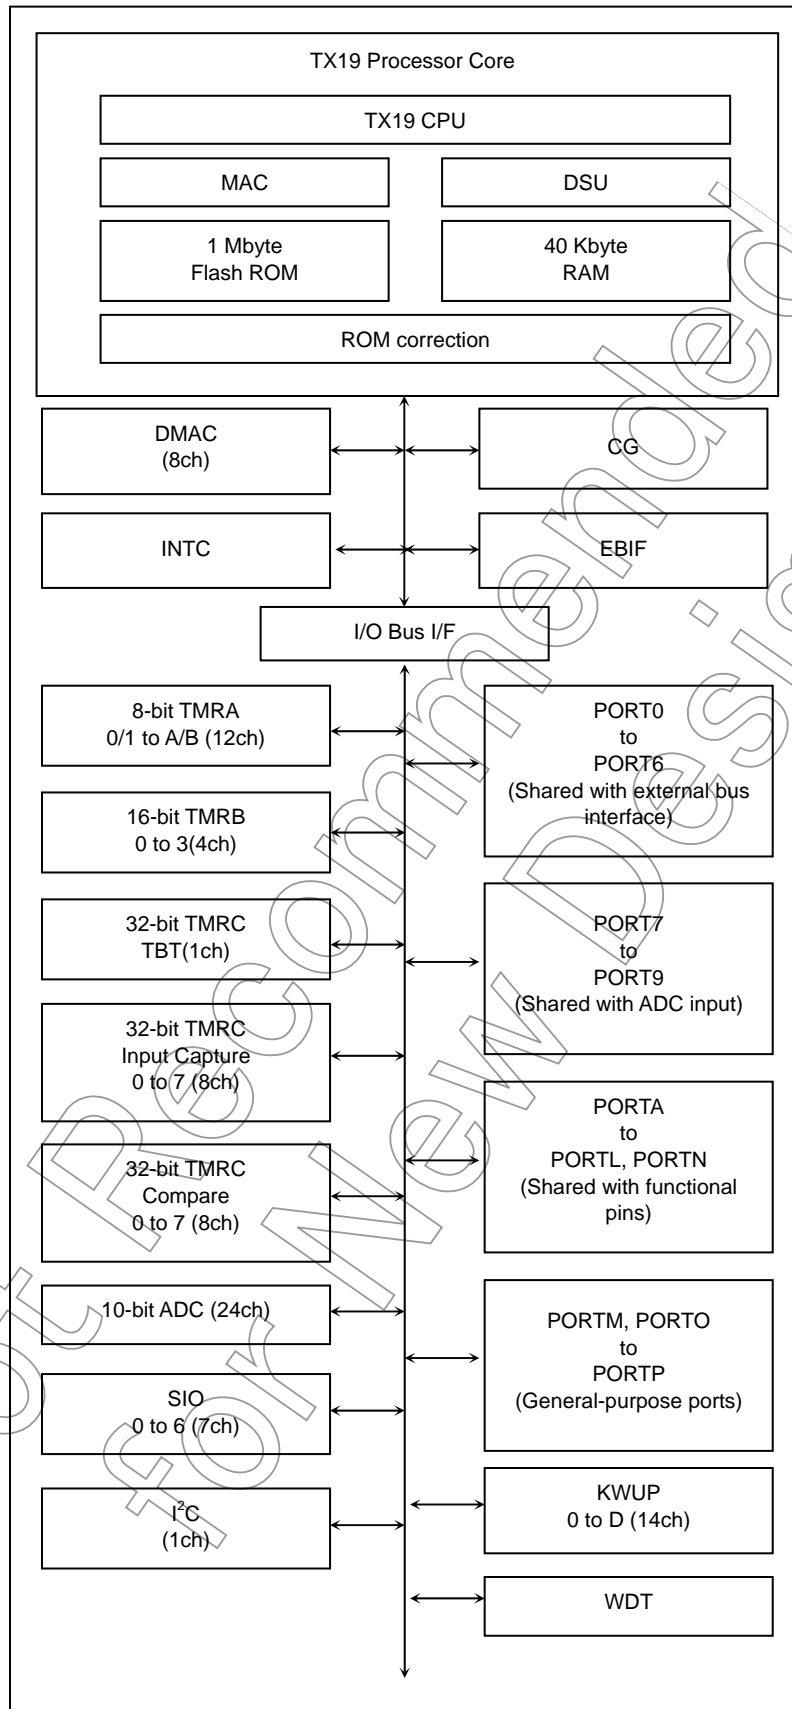 TX19 Processor Core
TX19 CPU
MAC
DSU
1 Mbyte
Flash ROM
40 Kbyte
RAM
ROM correction
DMAC
(8ch)
CG
INTC
EBIF
I/O Bus I/F
8-bit TMRA
0/1 to A/B (12ch)
16-bit TMRB
0 to 3(4ch)
32-bit TMRC
TBT(1ch)
32-bit TMRC
Input Capture
0 to 7 (8ch)
32-bit TMRC
Compare
0 to 7 (8ch)
10-bit ADC (24ch)
SIO
0 to 6 (7ch)
I²C
(1ch)
PORT0
to
PORT6
(Shared with external bus
interface)
PORT7
to
PORT9
(Shared with ADC input)
PORTA
to
PORTL, PORTN
(Shared with functional
pins)
PORTM, PORTO
to
PORTP
(General-purpose ports)
KWUP
0 to D (14ch)
WDT
Recommended
for New